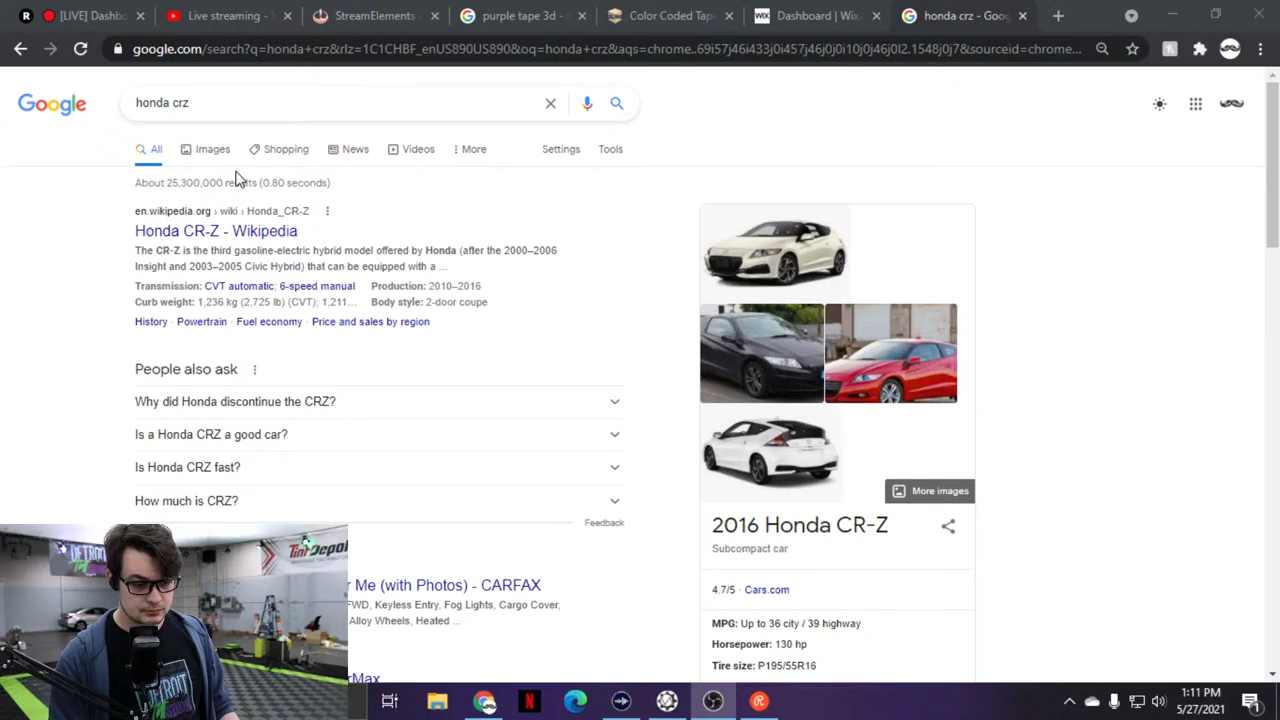 [LIVE] Dashb
Live streaming -
StreamElements -
purple tape 3d -
Color Coded Tape
WIX
Dashboard | Wix.
honda crz - Goog
google.com/search?q=honda+crz&rlz=1C1CHBF_enUS890US890&oq=honda+crz&aqs=chrome..69i57j46i433j0i457j46j0j0i10j0j46j0l2.1548j0j7&sourceid=chrome...
Google
honda crz
All
Images
Shopping
News
Videos
More
Settings
Tools
About 25,300,000 results (0.80 seconds)
en.wikipedia.org › wiki › Honda_CR-Z
Honda CR-Z - Wikipedia
The CR-Z is the third gasoline-electric hybrid model offered by Honda (after the 2000–2006
Insight and 2003–2005 Civic Hybrid) that can be equipped with a ...
Transmission: CVT automatic; 6-speed manual
Production: 2010–2016
Curb weight: 1,236 kg (2,725 lb) (CVT); 1,211...
Body style: 2-door coupe
History · Powertrain · Fuel economy · Price and sales by region
People also ask
Why did Honda discontinue the CRZ?
Is a Honda CRZ a good car?
Is Honda CRZ fast?
How much is CRZ?
Feedback
r Me (with Photos) - CARFAX
FWD, Keyless Entry, Fog Lights, Cargo Cover,
Alloy Wheels, Heated ...
rMax
More images
2016 Honda CR-Z
Subcompact car
4.7/5 · Cars.com
MPG: Up to 36 city / 39 highway
Horsepower: 130 hp
Tire size: P195/55R16
DETROIT
TintDepot
DETROIT
1:11 PM
5/27/2021